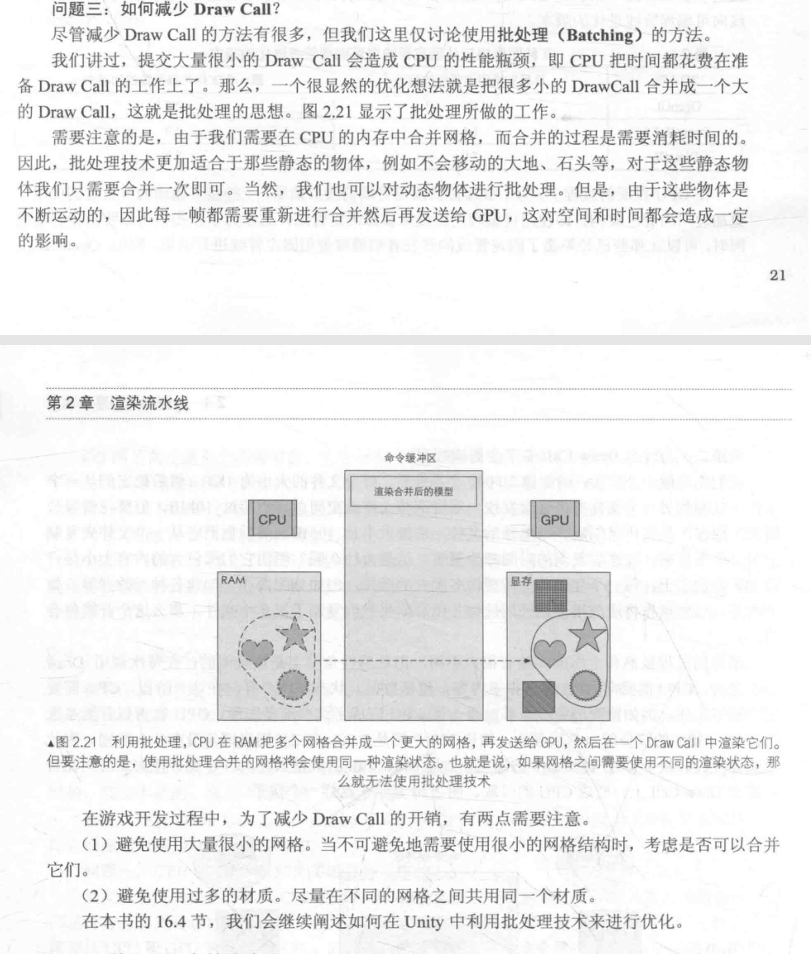 问题三：如何减少 Draw Call？
尽管减少 Draw Call 的方法有很多，但我们这里仅讨论使用批处理（Batching）的方法。
我们讲过，提交大量很小的 Draw Call 会造成 CPU 的性能瓶颈，即 CPU 把时间都花费在准
备 Draw Call 的工作上了。那么，一个很显然的优化想法就是把很多小的 DrawCall 合并成一个大
的 Draw Call，这就是批处理的思想。图 2.21 显示了批处理所做的工作。
需要注意的是，由于我们需要在 CPU 的内存中合并网格，而合并的过程是需要消耗时间的。
因此，批处理技术更加适合于那些静态的物体，例如不会移动的大地、石头等，对于这些静态物
体我们只需要合并一次即可。当然，我们也可以对动态物体进行批处理。但是，由于这些物体是
不断运动的，因此每一帧都需要重新进行合并然后再发送给 GPU，这对空间和时间都会造成一定
的影响。
21
第 2 章 渲染流水线
命令缓冲区
渲染合并后的模型
CPU
GPU
RAM
显存
▲图 2.21 利用批处理，CPU 在 RAM 把多个网格合并成一个更大的网格，再发送给 GPU，然后在一个 Draw Call 中渲染它们。
但要注意的是，使用批处理合并的网格将会使用同一种渲染状态。也就是说，如果网格之间需要使用不同的渲染状态，那
么就无法使用批处理技术
在游戏开发过程中，为了减少 Draw Call 的开销，有两点需要注意。
（1）避免使用大量很小的网格。当不可避免地需要使用很小的网格结构时，考虑是否可以合并
它们。
（2）避免使用过多的材质。尽量在不同的网格之间共用同一个材质。
在本书的 16.4 节，我们会继续阐述如何在 Unity 中利用批处理技术来进行优化。